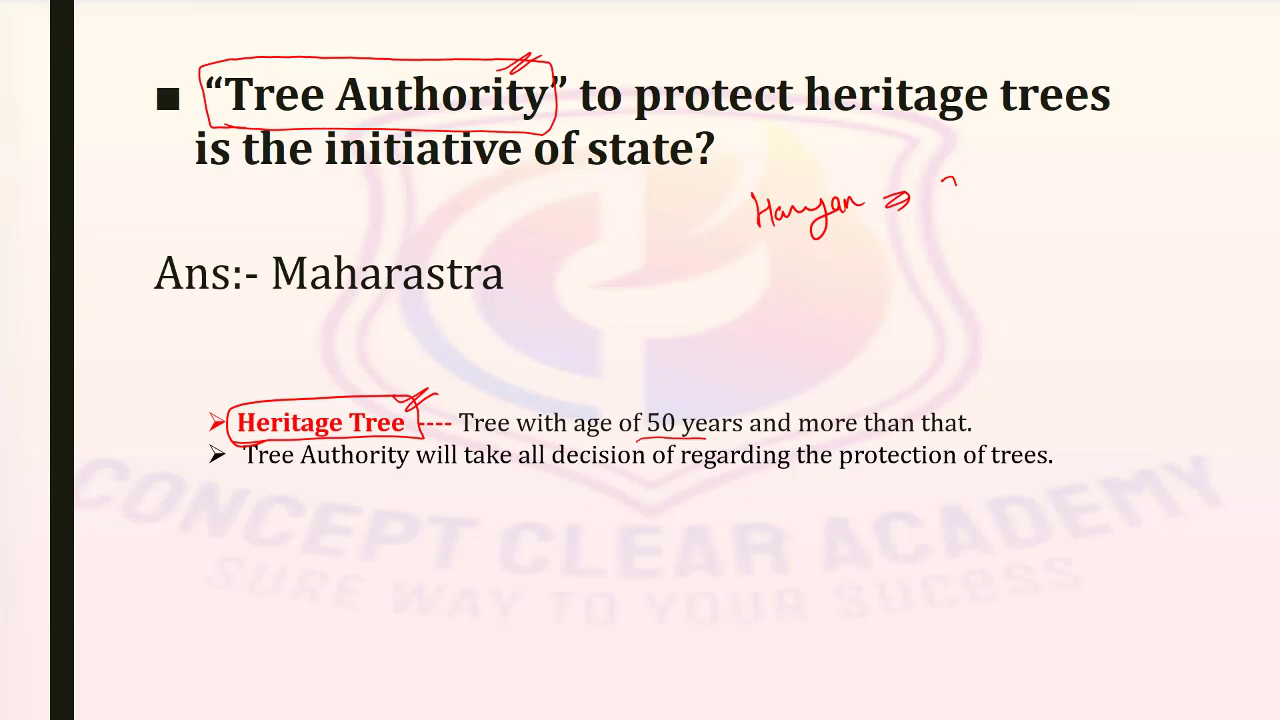 ■ “Tree Authority” to protect heritage trees
is the initiative of state?
Haryan ⇒
Ans:- Maharastra
➢ Heritage Tree ---- Tree with age of 50 years and more than that.
➢ Tree Authority will take all decision of regarding the protection of trees.
CONCEPT CLEAR ACADEMY
SURE WAY TO YOUR SUCESS